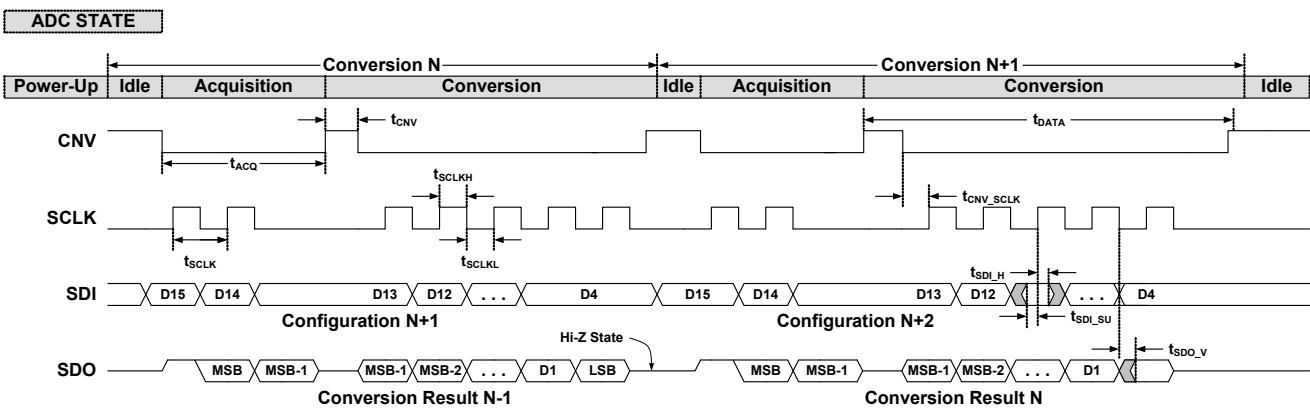 ADC STATE
Conversion N Conversion N+1
Power-Up Idle Acquisition Conversion Idle Acquisition Conversion Idle
CNV tCNV tDATA
tACQ
tSCLKH
SCLK tCNV_SCLK
tSCLK tSCLKL
tSDI_H
SDI D15 D14 D13 D12 . . . D4 D15 D14 D13 D12 . . . D4
Configuration N+1 Configuration N+2 tSDI_SU
Hi-Z State
tSDO_V
SDO MSB MSB-1 MSB-1 MSB-2 . . . D1 LSB MSB MSB-1 MSB-1 MSB-2 . . . D1
Conversion Result N-1 Conversion Result N